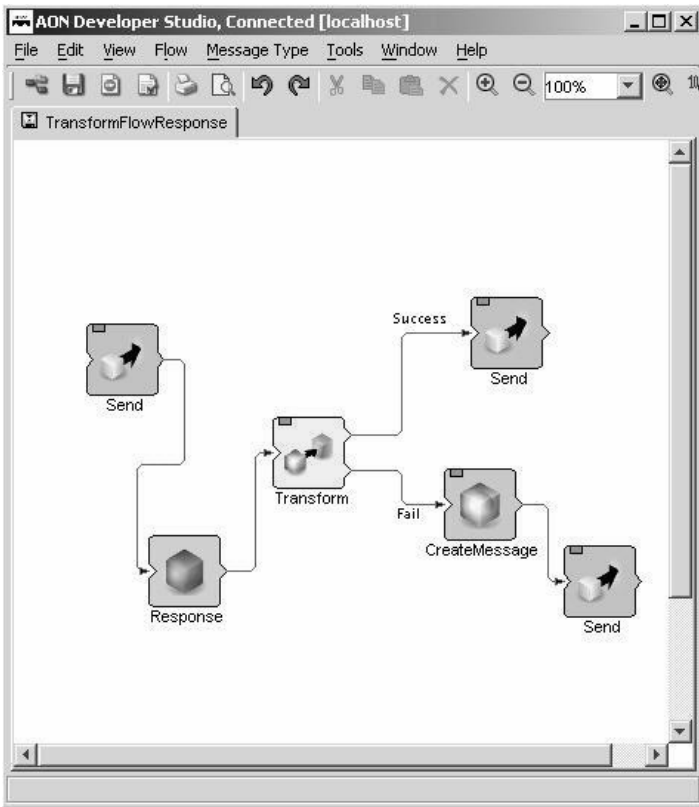 AON Developer Studio, Connected [localhost]
File Edit View Flow Message Type Tools Window Help
100%
TransformFlowResponse
Success
Send
Send
Transform
Fail
CreateMessage
Response
Send